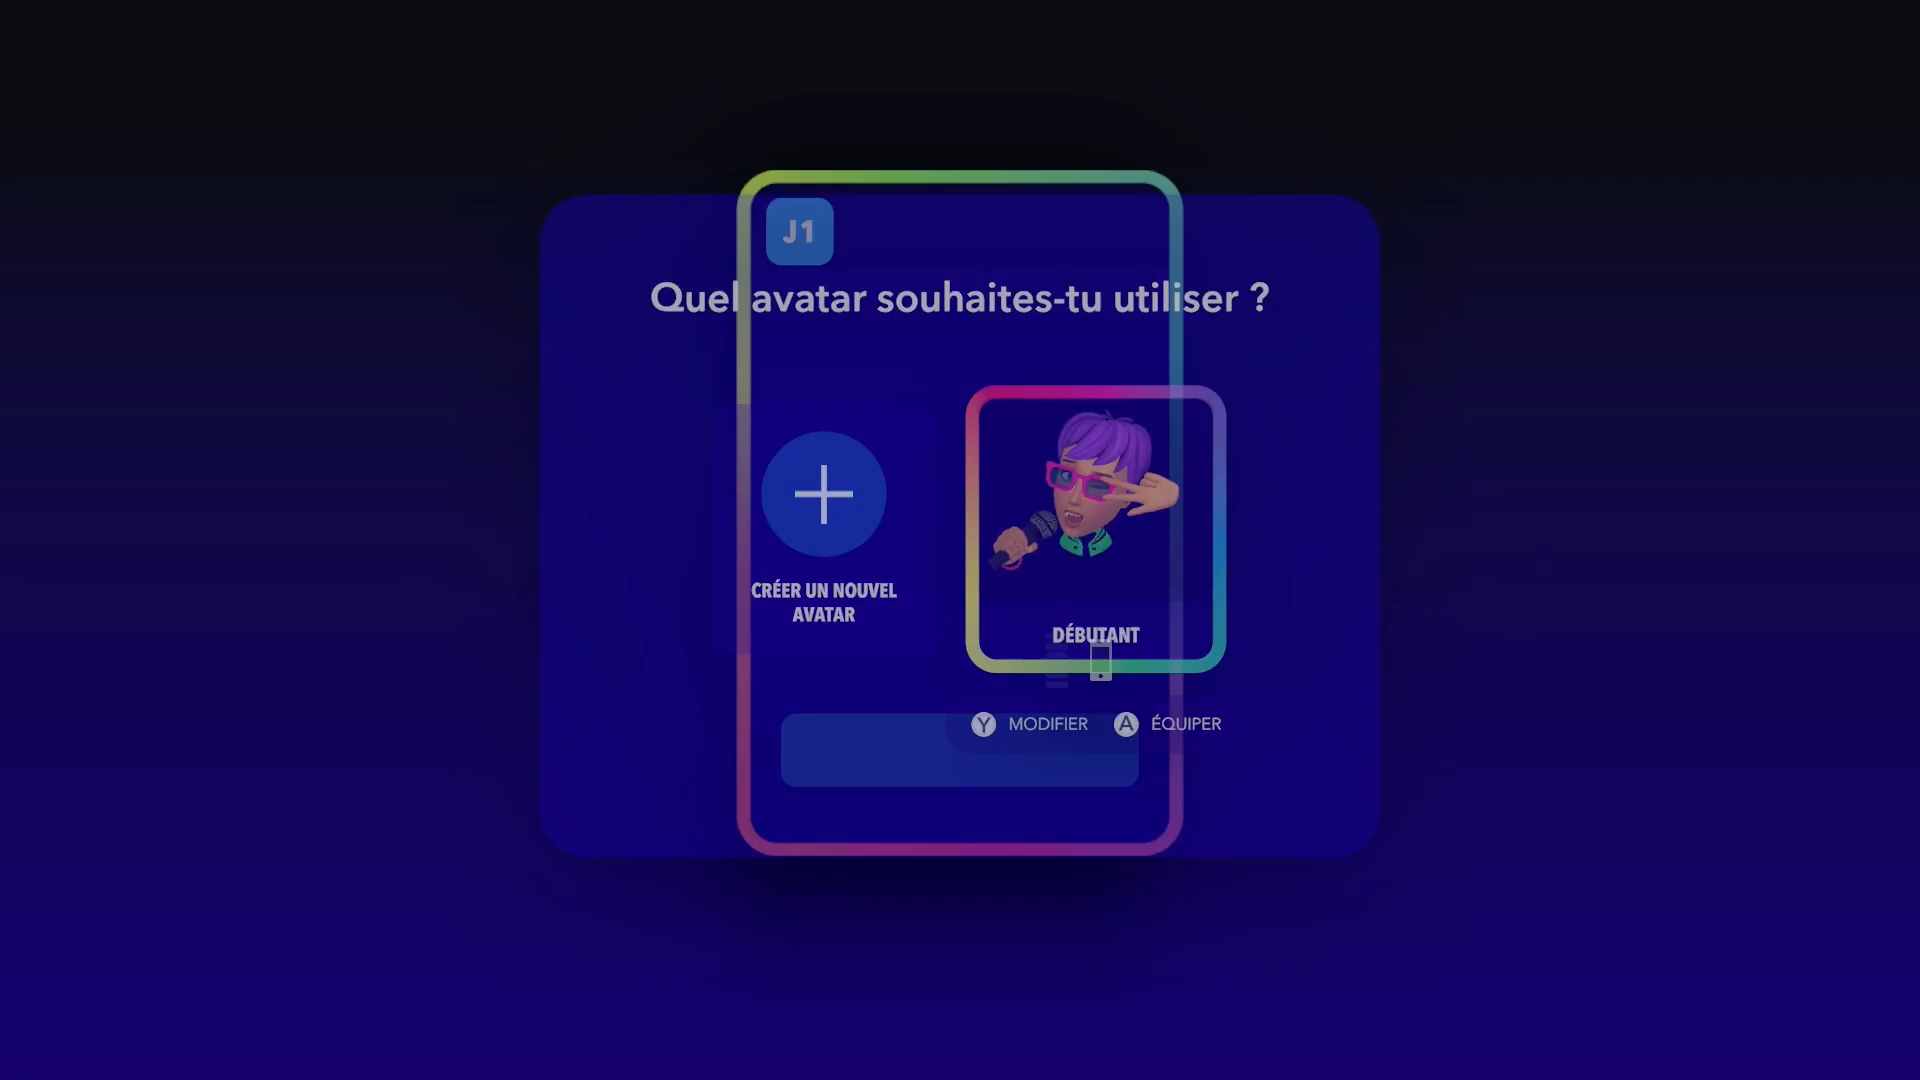 J1
Quel avatar souhaites-tu utiliser ?
CRÉER UN NOUVEL
AVATAR
DÉBUTANT
Y MODIFIER A ÉQUIPER